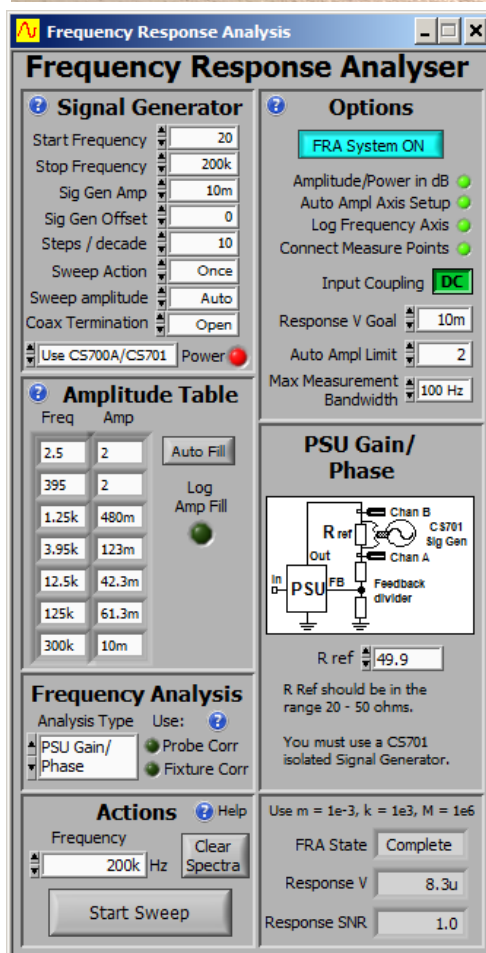 Frequency Response Analysis
Frequency Response Analyser
Signal Generator
Start Frequency 20
Stop Frequency 200k
Sig Gen Amp 10m
Sig Gen Offset 0
Steps / decade 10
Sweep Action Once
Sweep amplitude Auto
Coax Termination Open
Use CS700A/CS701 Power
Options
FRA System ON
Amplitude/Power in dB
Auto Ampl Axis Setup
Log Frequency Axis
Connect Measure Points
Input Coupling DC
Response V Goal 10m
Auto Ampl Limit 2
Max Measurement
Bandwidth 100 Hz
Amplitude Table
Freq Amp
2.5 2 Auto Fill
395 2 Log
1.25k 480m Amp Fill
3.95k 123m
12.5k 42.3m
125k 61.3m
300k 10m
PSU Gain/
Phase
Chan B
R ref
CS701
Sig Gen
Out
Chan A
In
PSU
FB
Feedback
divider
R ref 49.9
R Ref should be in the
range 20 - 50 ohms.
You must use a CS701
isolated Signal Generator.
Frequency Analysis
Analysis Type Use:
PSU Gain/
Phase
Probe Corr
Fixture Corr
Actions Help
Frequency
200k Hz
Clear
Spectra
Start Sweep
Use m = 1e-3, k = 1e3, M = 1e6
FRA State Complete
Response V 8.3u
Response SNR 1.0